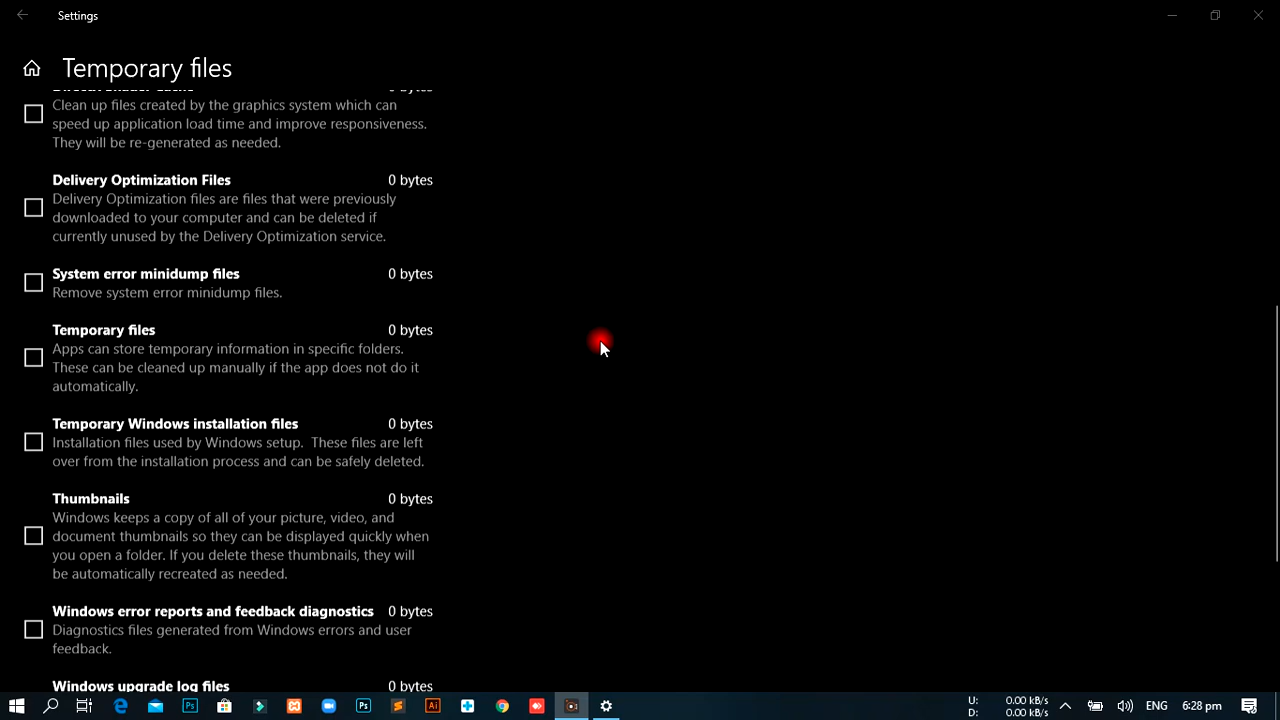 Settings
Temporary files
Clean up files created by the graphics system which can
speed up application load time and improve responsiveness.
They will be re-generated as needed.
Delivery Optimization Files 0 bytes
Delivery Optimization files are files that were previously
downloaded to your computer and can be deleted if
currently unused by the Delivery Optimization service.
System error minidump files 0 bytes
Remove system error minidump files.
Temporary files 0 bytes
Apps can store temporary information in specific folders.
These can be cleaned up manually if the app does not do it
automatically.
Temporary Windows installation files 0 bytes
Installation files used by Windows setup. These files are left
over from the installation process and can be safely deleted.
Thumbnails 0 bytes
Windows keeps a copy of all of your picture, video, and
document thumbnails so they can be displayed quickly when
you open a folder. If you delete these thumbnails, they will
be automatically recreated as needed.
Windows error reports and feedback diagnostics 0 bytes
Diagnostics files generated from Windows errors and user
feedback.
Windows upgrade log files 0 bytes
Ps
Ps
Ai
U: 0.00 kB/s
D: 0.00 kB/s
ENG
6:28 pm